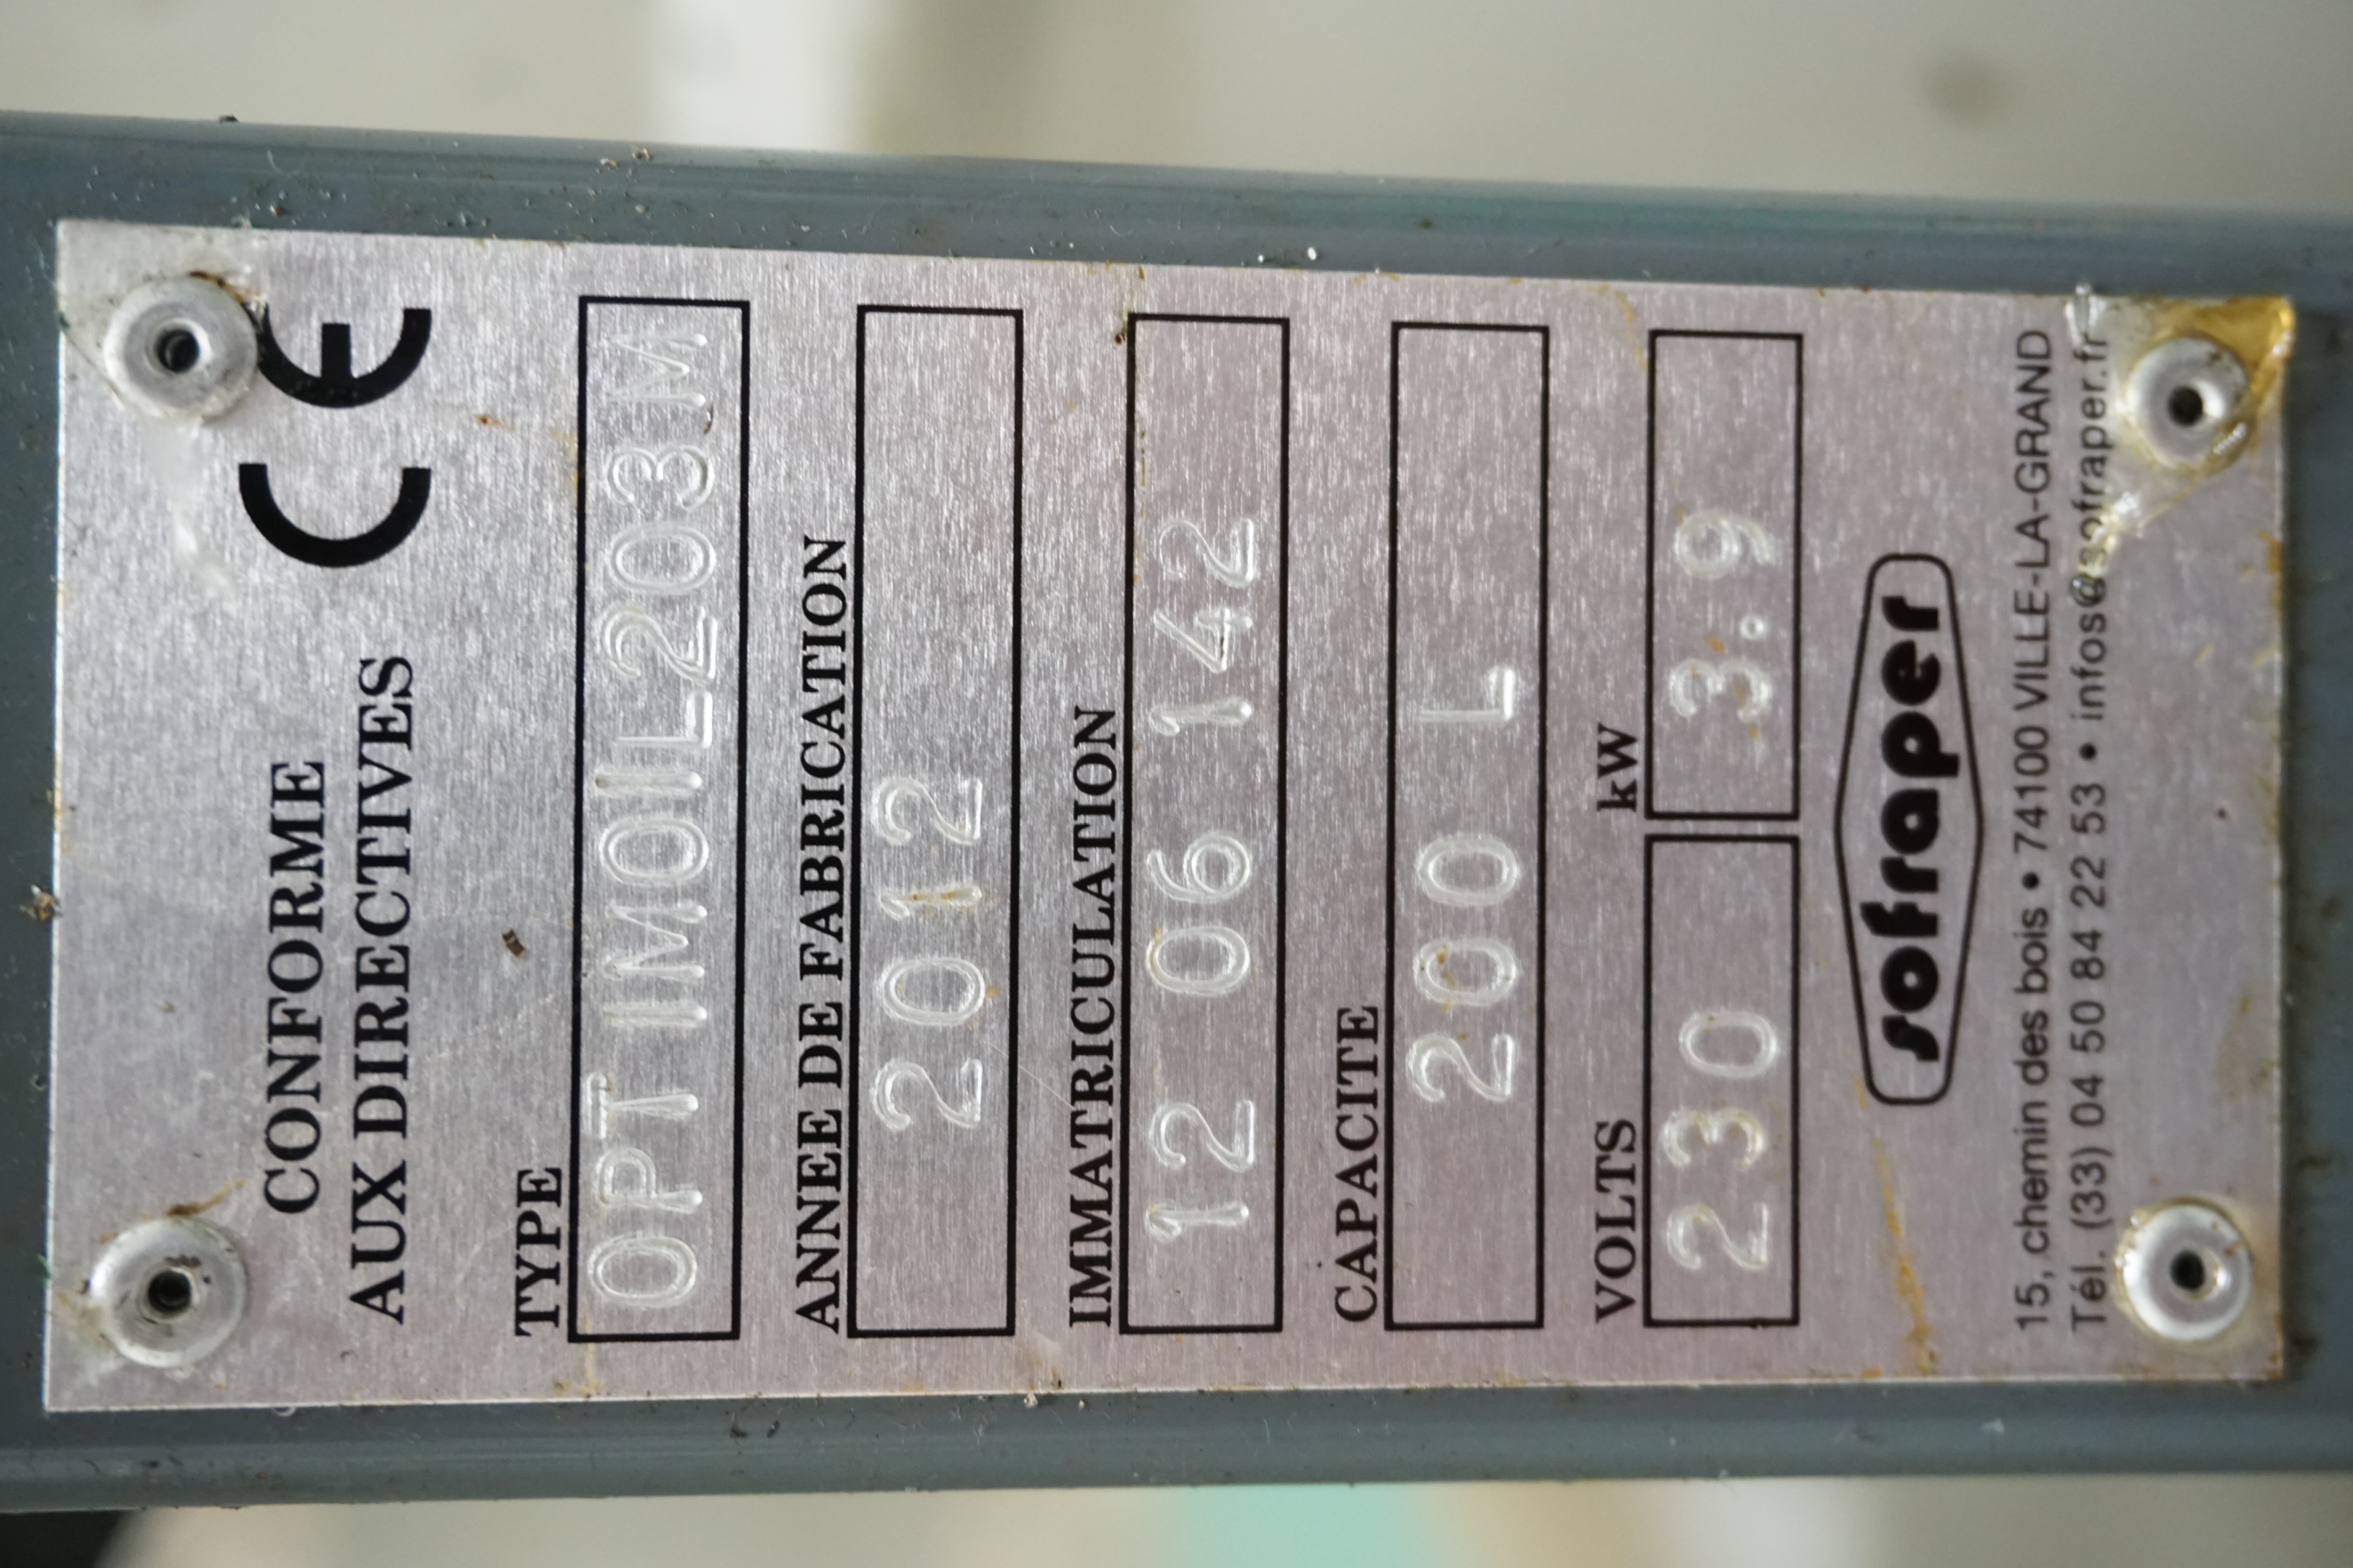 CONFORME
AUX DIRECTIVES CE
TYPE
OPTIMOIL203M
ANNEE DE FABRICATION
2012
IMMATRICULATION
12 06 142
CAPACITE
200 L
VOLTS kW
230 3.9
sofraper
15, chemin des bois • 74100 VILLE-LA-GRAND
Tél. (33) 04 50 84 22 53 • infos@sofraper.fr